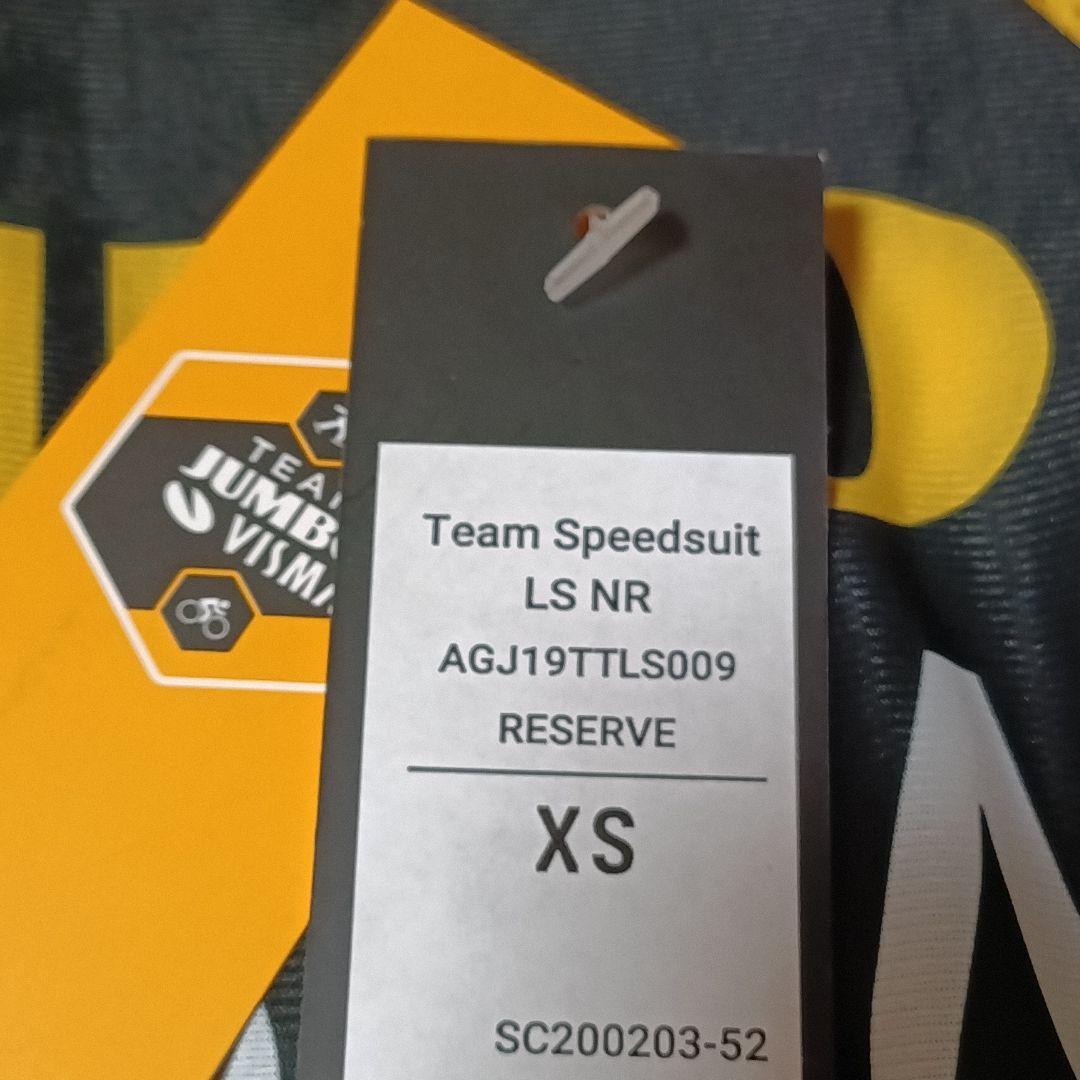 TEAM
JUMBO
VISMA
Team Speedsuit
LS NR
AGJ19TTLS009
RESERVE
XS
SC200203-52